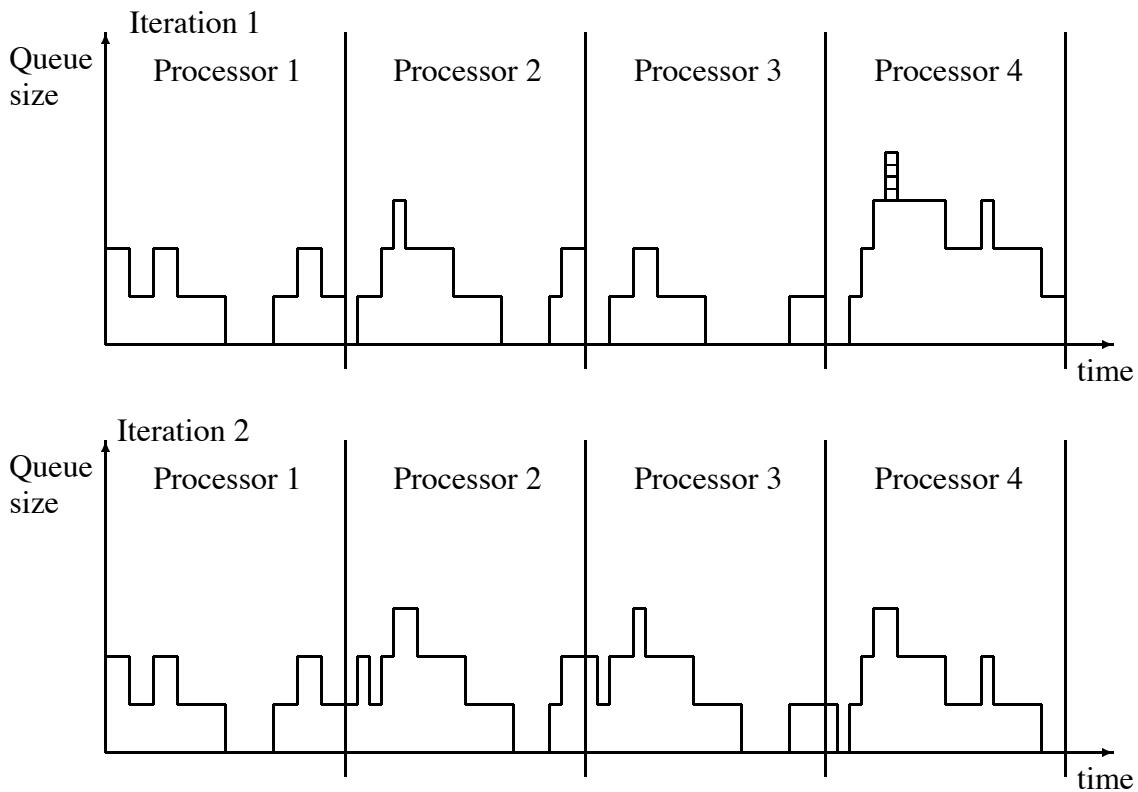 Iteration 1
Queue
size
Processor 1
Processor 2
Processor 3
Processor 4
time
Iteration 2
Queue
size
Processor 1
Processor 2
Processor 3
Processor 4
time